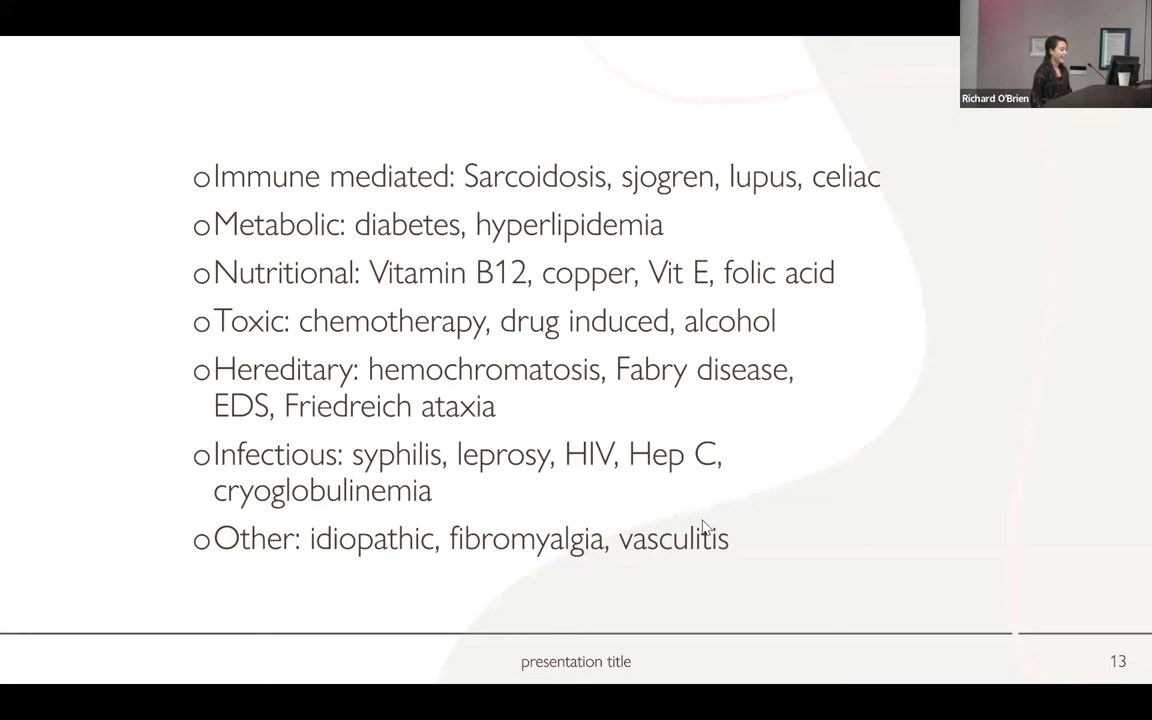 Richard O'Brien
oImmune mediated: Sarcoidosis, sjogren, lupus, celiac
oMetabolic: diabetes, hyperlipidemia
oNutritional: Vitamin B12, copper, Vit E, folic acid
oToxic: chemotherapy, drug induced, alcohol
oHereditary: hemochromatosis, Fabry disease,
EDS, Friedreich ataxia
oInfectious: syphilis, leprosy, HIV, Hep C,
cryoglobulinemia
oOther: idiopathic, fibromyalgia, vasculitis
presentation title
13